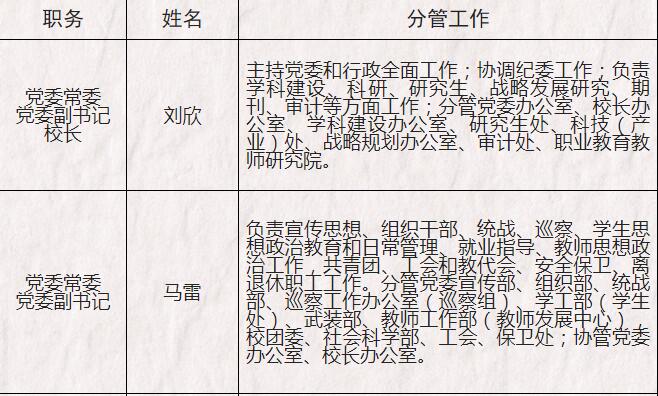 职务 姓名 分管工作
党委常委
党委副书记
校长
刘欣
主持党委和行政全面工作；协调纪委工作；负责
学科建设、科研、研究生、战略发展研究、期
刊、审计等方面工作；分管党委办公室、校长办
公室、学科建设办公室、研究生处、科技（产
业）处、战略规划办公室、审计处、职业教育教
师研究院。
党委常委
党委副书记
马雷
负责宣传思想、组织干部、统战、巡察、学生思
想政治教育和日常管理、就业指导、教师思想政
治工作、共青团、工会和教代会、安全保卫、离
退休职工工作。分管党委宣传部、组织部、统战
部、巡察工作办公室（巡察组）、学工部（学生
处）、武装部、教师工作部（教师发展中心）、
校团委、社会科学部、工会、保卫处；协管党委
办公室、校长办公室。